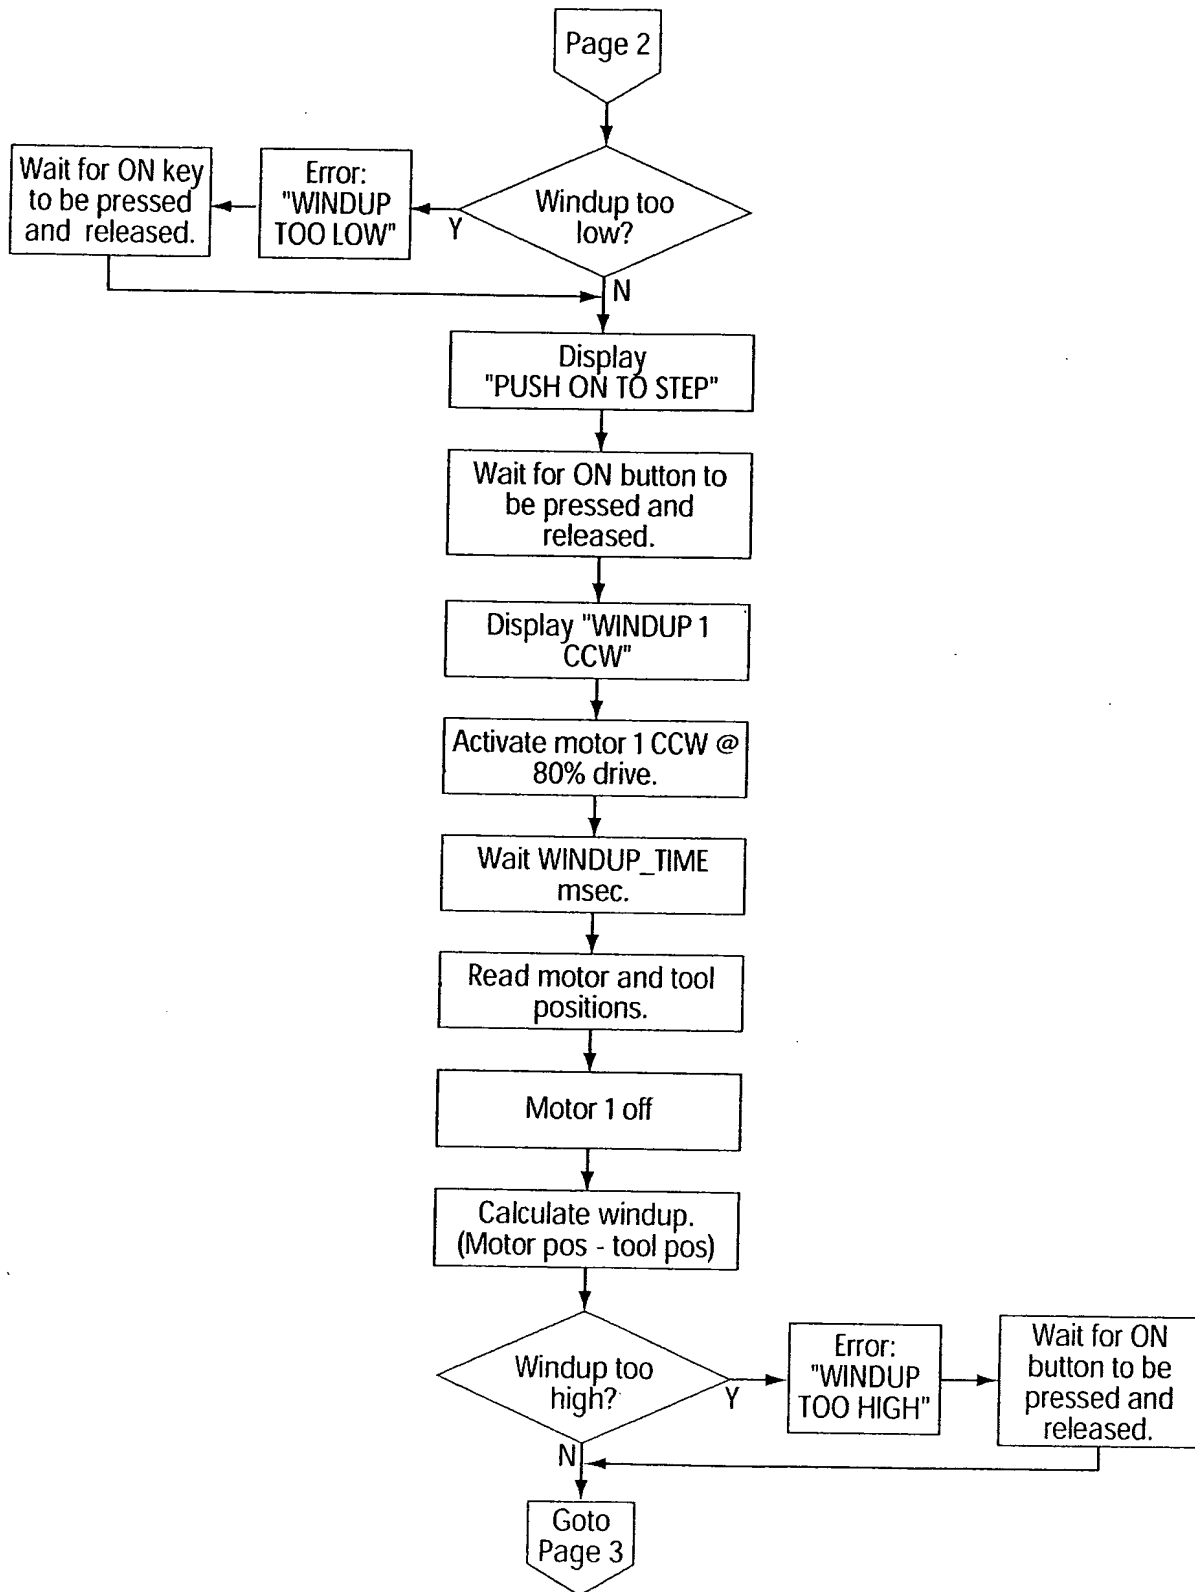 Page 2
Windup too
low?
Y
N
Error:
"WINDUP
TOO LOW"
Wait for ON key
to be pressed
and released.
Display
"PUSH ON TO STEP"
Wait for ON button to
be pressed and
released.
Display "WINDUP 1
CCW"
Activate motor 1 CCW @
80% drive.
Wait WINDUP_TIME
msec.
Read motor and tool
positions.
Motor 1 off
Calculate windup.
(Motor pos - tool pos)
Windup too
high?
Y
N
Error:
"WINDUP
TOO HIGH"
Wait for ON
button to be
pressed and
released.
Goto
Page 3